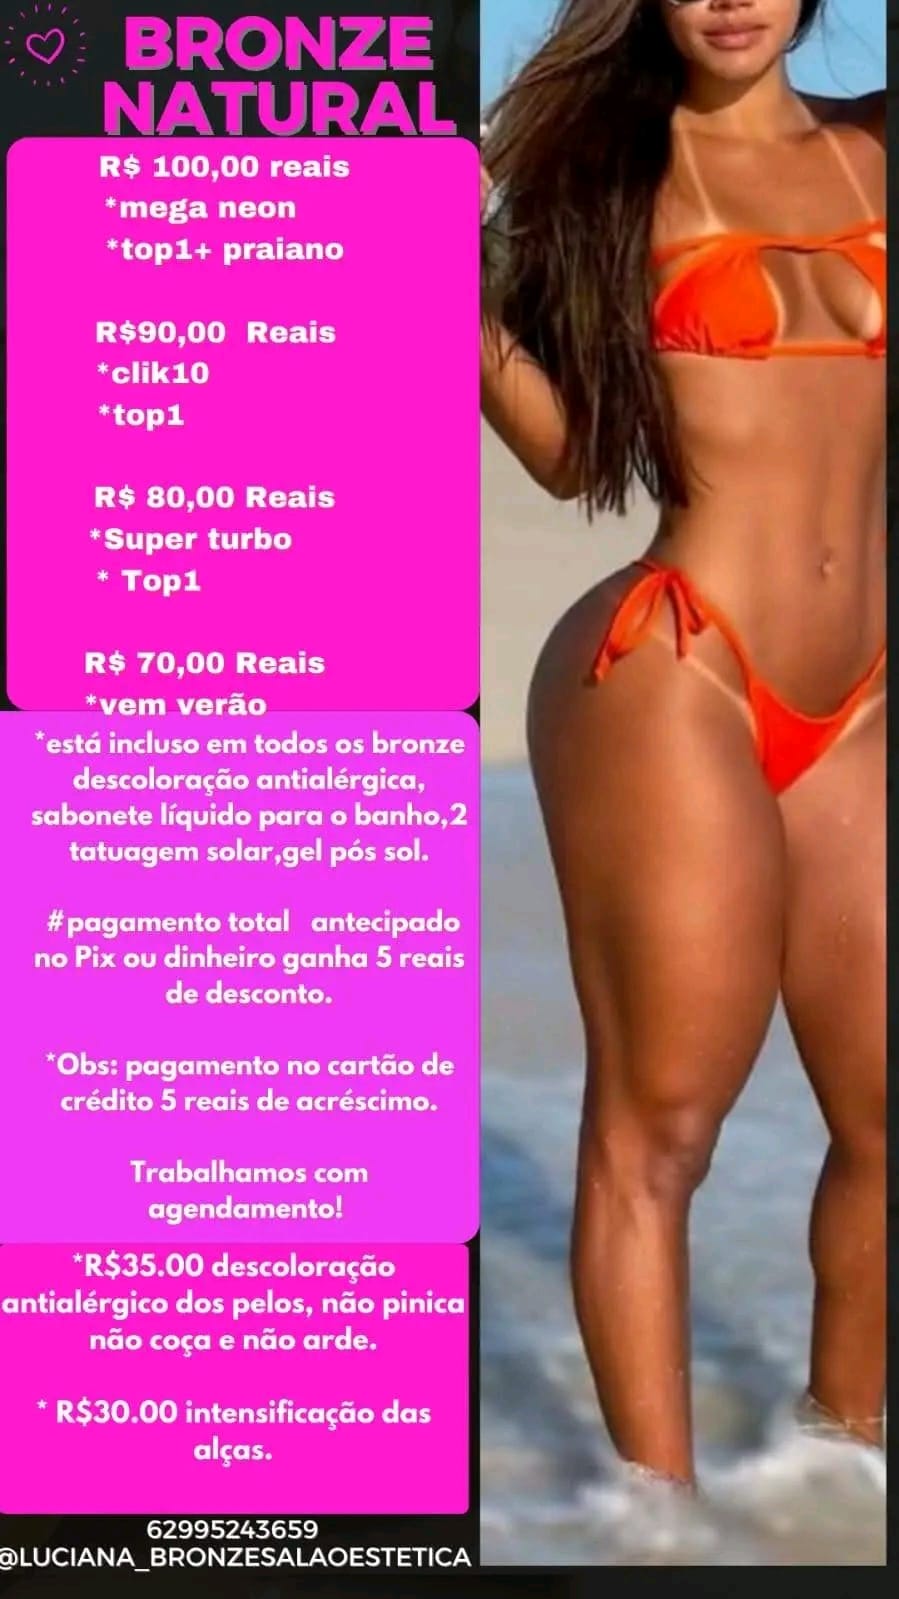 BRONZE
NATURAL
R$ 100,00 reais
*mega neon
*top1+ praiano
R$90,00 Reais
*clik10
*top1
R$ 80,00 Reais
*Super turbo
* Top1
R$ 70,00 Reais
*vem verão
*está incluso em todos os bronze
descoloração antialérgica,
sabonete líquido para o banho,2
tatuagem solar,gel pós sol.
#pagamento total antecipado
no Pix ou dinheiro ganha 5 reais
de desconto.
*Obs: pagamento no cartão de
crédito 5 reais de acréscimo.
Trabalhamos com
agendamento!
*R$35.00 descoloração
antialérgico dos pelos, não pinica
não coça e não arde.
* R$30.00 intensificação das
alças.
62995243659
@LUCIANA_BRONZESALAOESTETICA